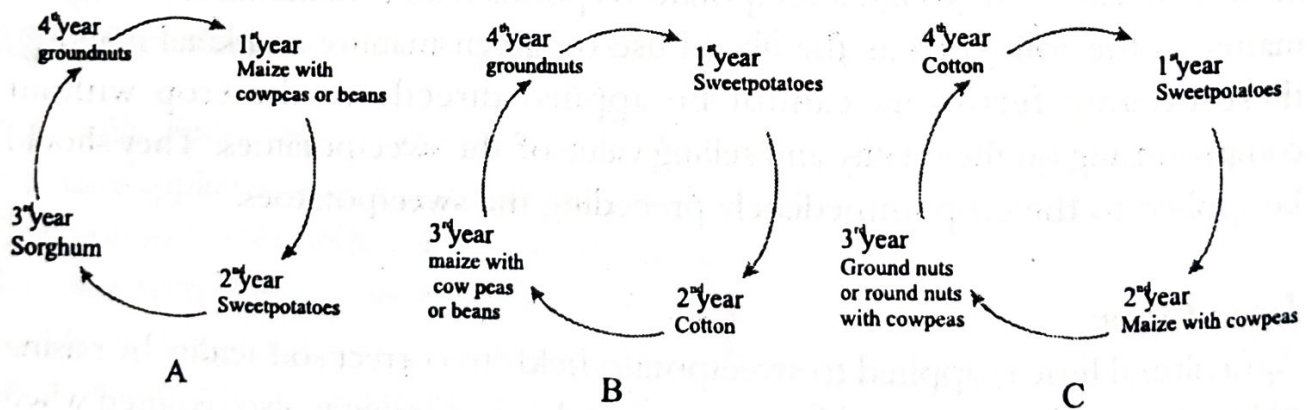 4th year
groundnuts
1st year
Maize with
cowpeas or beans
2nd year
Sweetpotatoes
3rd year
Sorghum
A
4th year
groundnuts
1st year
Sweetpotatoes
2nd year
Cotton
3rd year
maize with
cow peas
or beans
B
4th year
Cotton
1st year
Sweetpotatoes
2nd year
Maize with cowpeas
3rd year
Ground nuts
or round nuts
with cowpeas
C